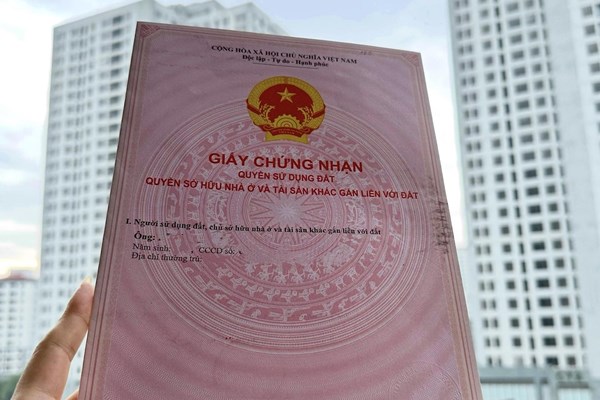 CỘNG HÒA XÃ HỘI CHỦ NGHĨA VIỆT NAM
Độc lập - Tự do - Hạnh phúc
GIẤY CHỨNG NHẬN
QUYỀN SỬ DỤNG ĐẤT
QUYỀN SỞ HỮU NHÀ Ở VÀ TÀI SẢN KHÁC GẮN LIỀN VỚI ĐẤT
I. Người sử dụng đất, chủ sở hữu nhà ở và tài sản khác gắn liền với đất
Ông:
Năm sinh: CCCD số:
Địa chỉ thường trú: